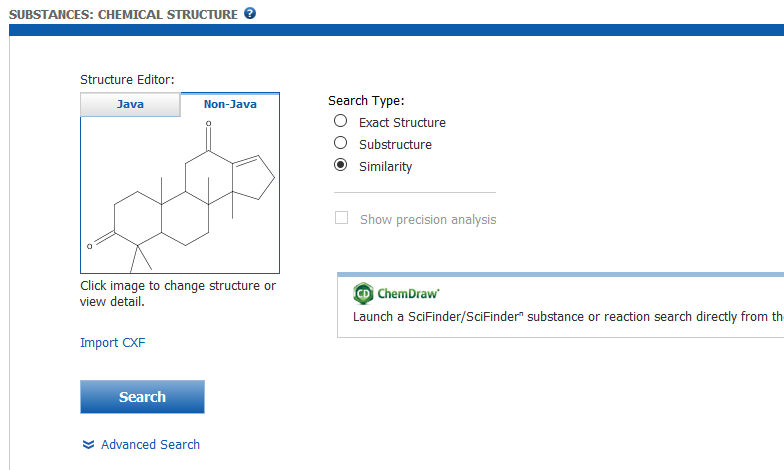 SUBSTANCES: CHEMICAL STRUCTURE ?
Structure Editor:
Java Non-Java
O
O
Click image to change structure or
view detail.
Import CXF
Search
Advanced Search
Search Type:
Exact Structure
Substructure
Similarity
Show precision analysis
CD ChemDraw
Launch a SciFinder/SciFinderⁿ substance or reaction search directly from th